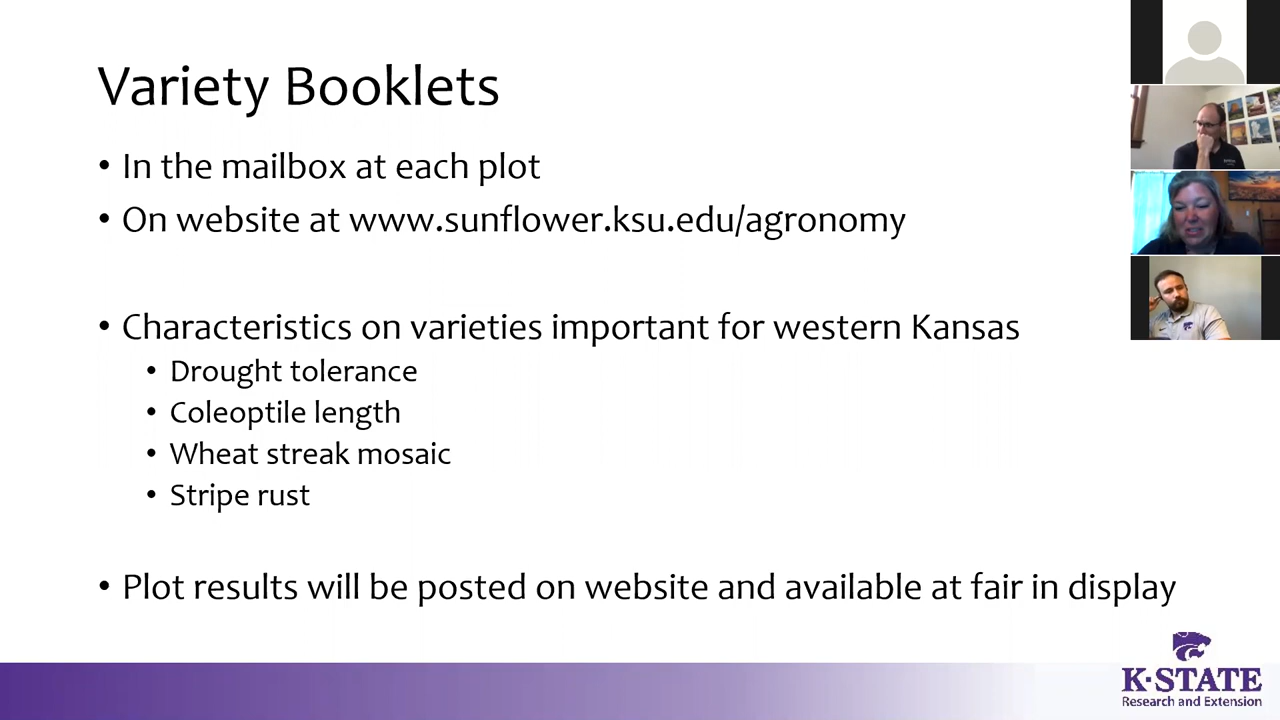 Variety Booklets
• In the mailbox at each plot
• On website at www.sunflower.ksu.edu/agronomy
• Characteristics on varieties important for western Kansas
• Drought tolerance
• Coleoptile length
• Wheat streak mosaic
• Stripe rust
• Plot results will be posted on website and available at fair in display
K-STATE
Research and Extension